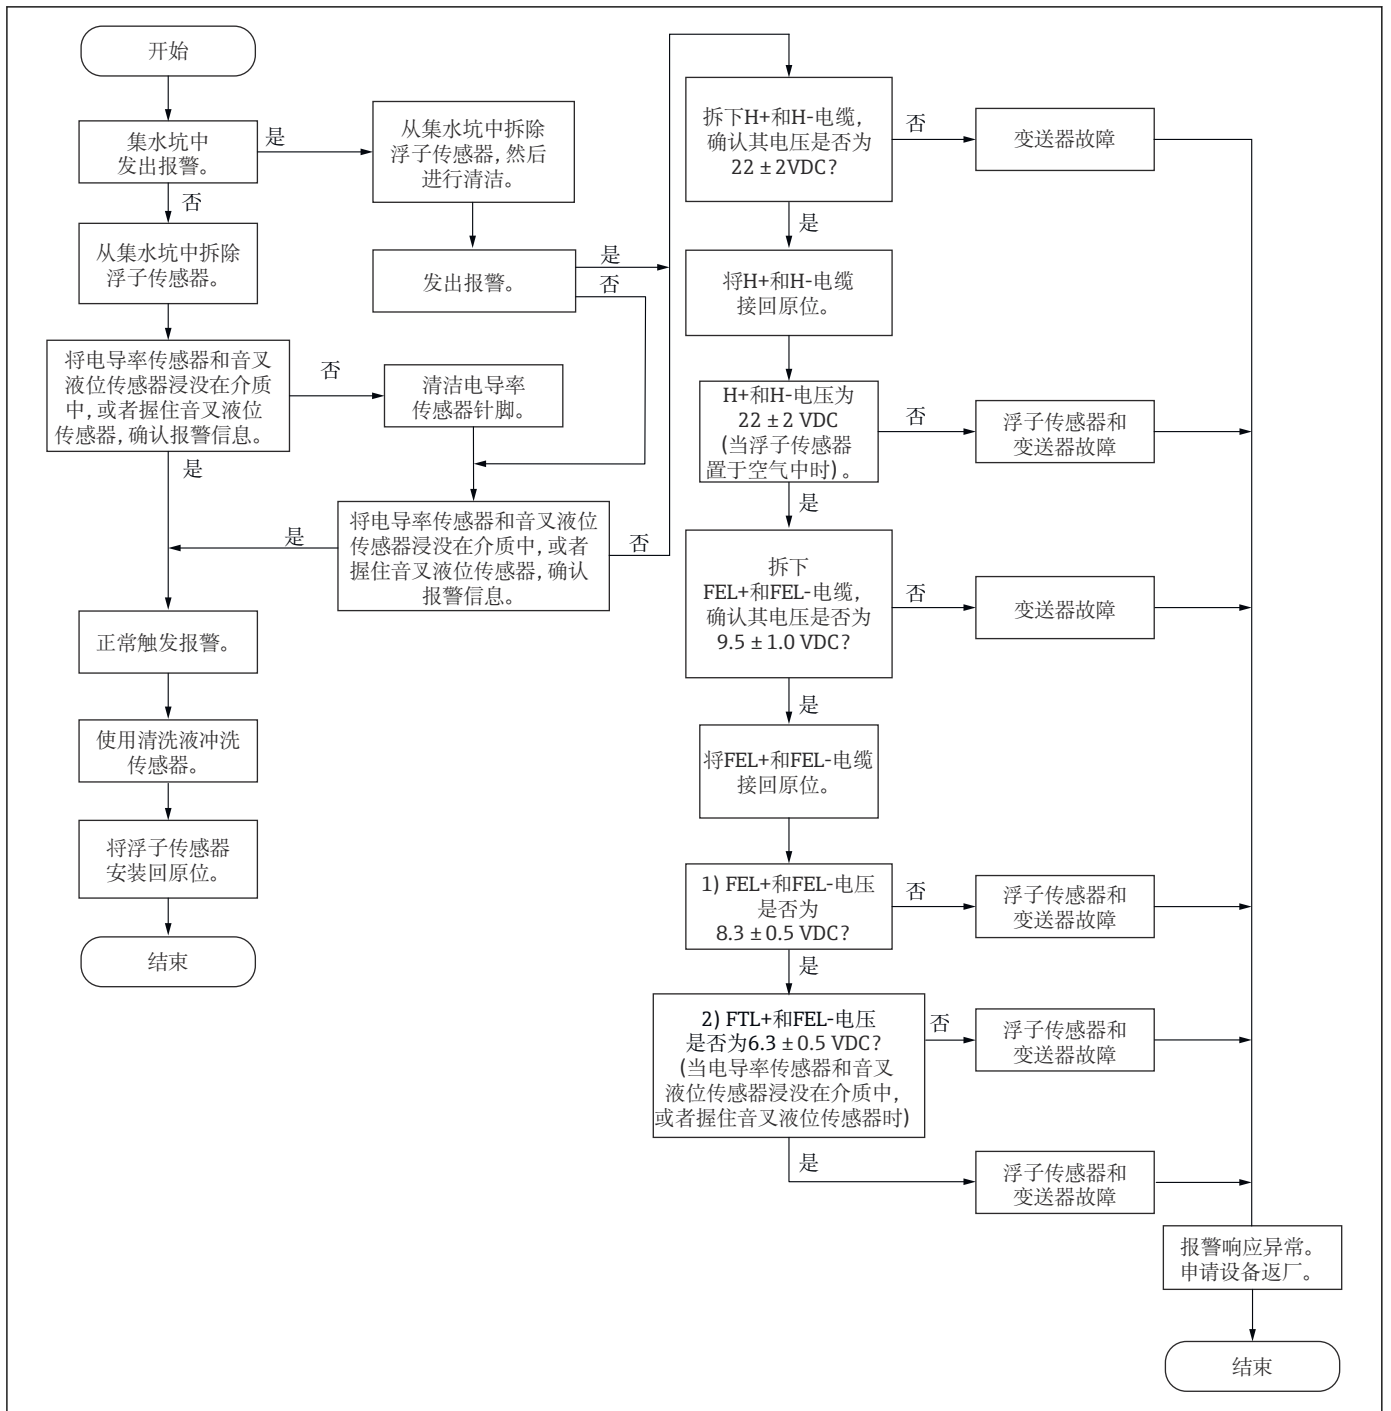 开始
集水坑中
发出报警。
是
否
从集水坑中拆除
浮子传感器,然后
进行清洁。
从集水坑中拆除
浮子传感器。
发出报警。
是
否
将电导率传感器和音叉
液位传感器浸没在介质
中,或者握住音叉液位
传感器,确认报警信息。
否
是
清洁电导率
传感器针脚。
将电导率传感器和音叉液位
传感器浸没在介质中,或者
握住音叉液位传感器,确认
报警信息。
是
否
正常触发报警。
使用清洗液冲洗
传感器。
将浮子传感器
安装回原位。
结束
拆下H+和H-电缆,
确认其电压是否为
22 ± 2VDC?
否
变送器故障
是
将H+和H-电缆
接回原位。
H+和H-电压为
22 ± 2 VDC
(当浮子传感器
置于空气中时)。
否
浮子传感器和
变送器故障
是
拆下
FEL+和FEL-电缆,
确认其电压是否为
9.5 ± 1.0 VDC?
否
变送器故障
是
将FEL+和FEL-电缆
接回原位。
1) FEL+和FEL-电压
是否为
8.3 ± 0.5 VDC?
否
浮子传感器和
变送器故障
是
2) FTL+和FEL-电压
是否为6.3 ± 0.5 VDC?
(当电导率传感器和音叉
液位传感器浸没在介质中,
或者握住音叉液位传感器时)
否
浮子传感器和
变送器故障
是
浮子传感器和
变送器故障
报警响应异常。
申请设备返厂。
结束